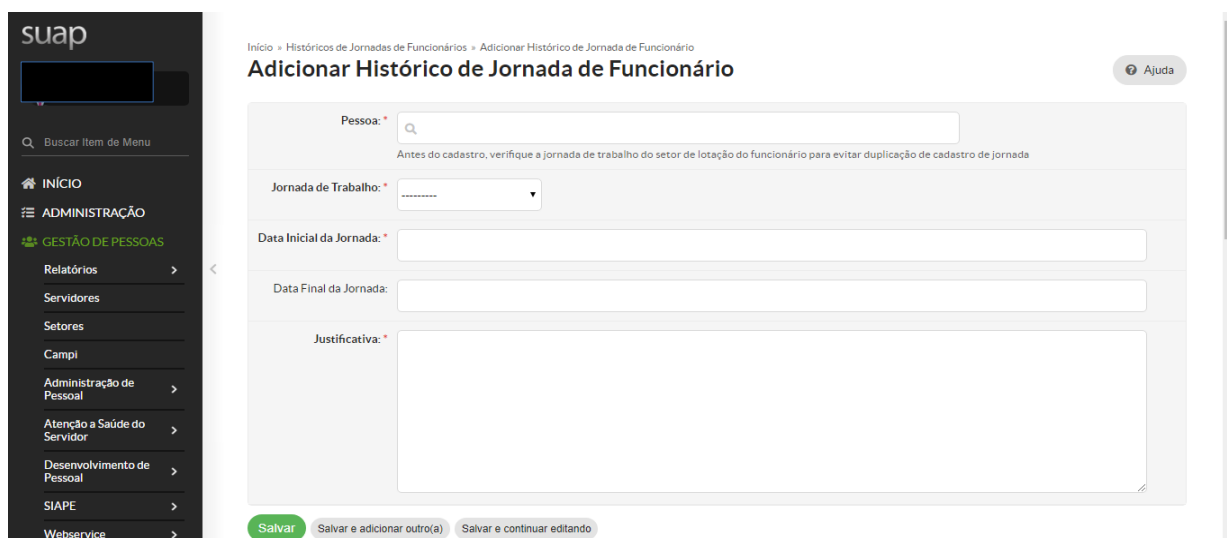 suap
Buscar Item de Menu
INÍCIO
ADMINISTRAÇÃO
GESTÃO DE PESSOAS
Relatórios
Servidores
Setores
Campi
Administração de
Pessoal
Atenção a Saúde do
Servidor
Desenvolvimento de
Pessoal
SIAPE
Webservice
Início » Históricos de Jornadas de Funcionários » Adicionar Histórico de Jornada de Funcionário
Adicionar Histórico de Jornada de Funcionário
Ajuda
Pessoa: *
Antes do cadastro, verifique a jornada de trabalho do setor de lotação do funcionário para evitar duplicação de cadastro de jornada
Jornada de Trabalho: *
---------
Data Inicial da Jornada: *
Data Final da Jornada:
Justificativa: *
Salvar
Salvar e adicionar outro(a)
Salvar e continuar editando